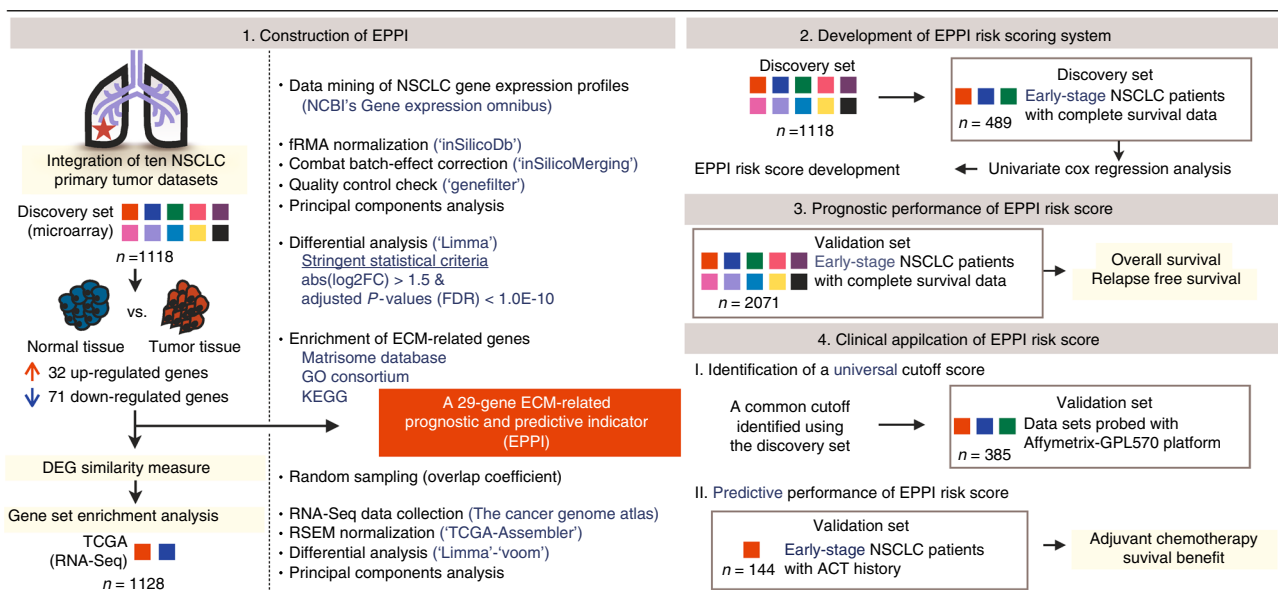 1. Construction of EPPI
Integration of ten NSCLC
primary tumor datasets
Discovery set
(microarray)
n =1118
vs.
Normal tissue
Tumor tissue
32 up-regulated genes
71 down-regulated genes
DEG similarity measure
Gene set enrichment analysis
TCGA
(RNA-Seq)
n = 1128
• Data mining of NSCLC gene expression profiles
(NCBI's Gene expression omnibus)
• fRMA normalization ('inSilicoDb')
• Combat batch-effect correction ('inSilicoMerging')
• Quality control check ('genefilter')
• Principal components analysis
• Differential analysis ('Limma')
Stringent statistical criteria
abs(log2FC) > 1.5 &
adjusted P-values (FDR) < 1.0E-10
• Enrichment of ECM-related genes
Matrisome database
GO consortium
KEGG
A 29-gene ECM-related
prognostic and predictive indicator
(EPPI)
• Random sampling (overlap coefficient)
• RNA-Seq data collection (The cancer genome atlas)
• RSEM normalization ('TCGA-Assembler')
• Differential analysis ('Limma'-'voom')
• Principal components analysis
2. Development of EPPI risk scoring system
Discovery set
n =1118
Discovery set
Early-stage NSCLC patients
with complete survival data
n = 489
Univariate cox regression analysis
EPPI risk score development
3. Prognostic performance of EPPI risk score
Validation set
Early-stage NSCLC patients
with complete survival data
n = 2071
Overall survival
Relapse free survival
4. Clinical appilcation of EPPI risk score
I. Identification of a universal cutoff score
A common cutoff
identified using
the discovery set
Validation set
Data sets probed with
Affymetrix-GPL570 platform
n = 385
II. Predictive performance of EPPI risk score
Validation set
Early-stage NSCLC patients
with ACT history
n = 144
Adjuvant chemotherapy
suvival benefit